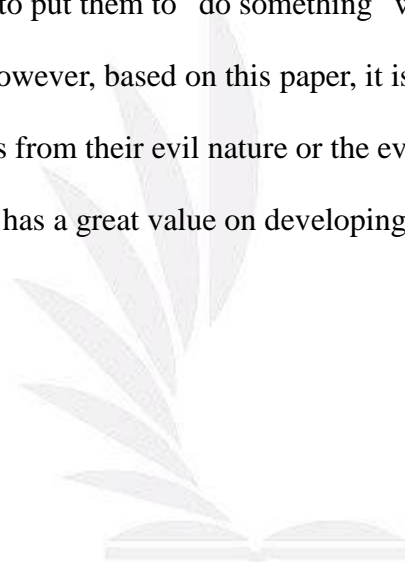 to put them to "do something"
owever, based on this paper, it is
s from their evil nature or the ev
has a great value on developing